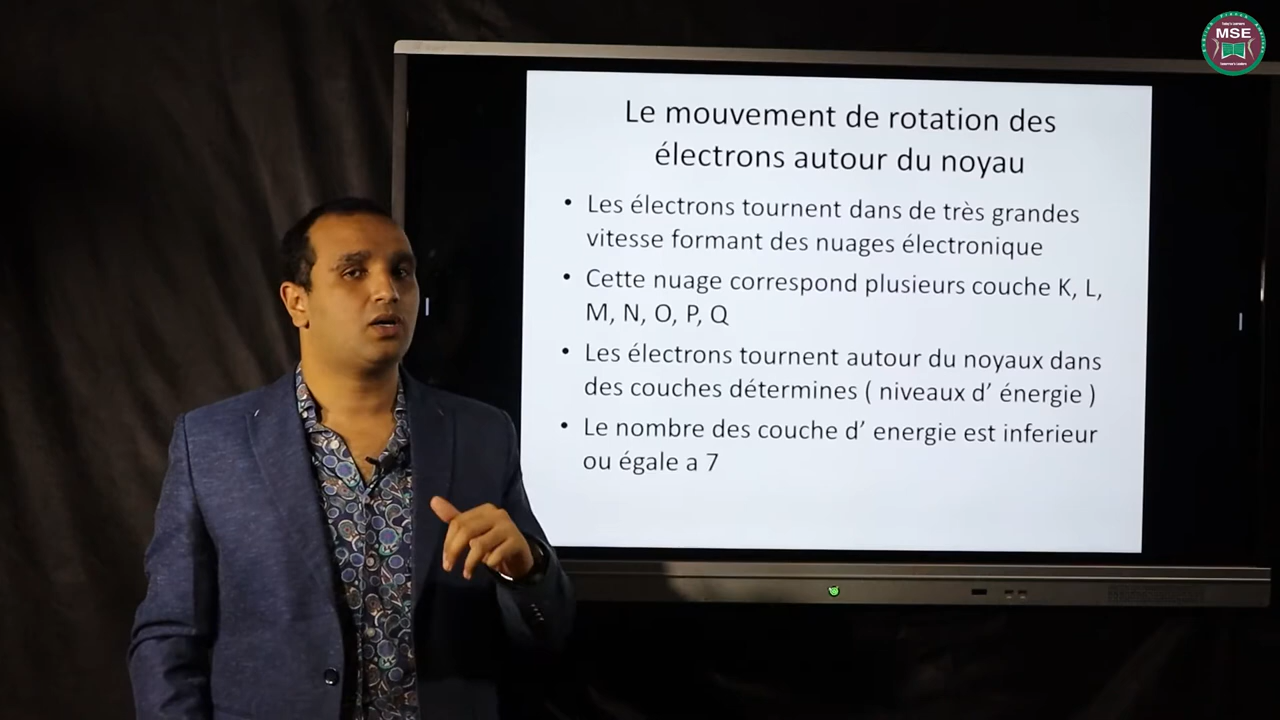 MSE
Le mouvement de rotation des
électrons autour du noyau
• Les électrons tournent dans de très grandes
vitesse formant des nuages électronique
• Cette nuage correspond plusieurs couche K, L,
M, N, O, P, Q
• Les électrons tournent autour du noyaux dans
des couches détermines ( niveaux d’ énergie )
• Le nombre des couche d’ energie est inferieur
ou égale a 7